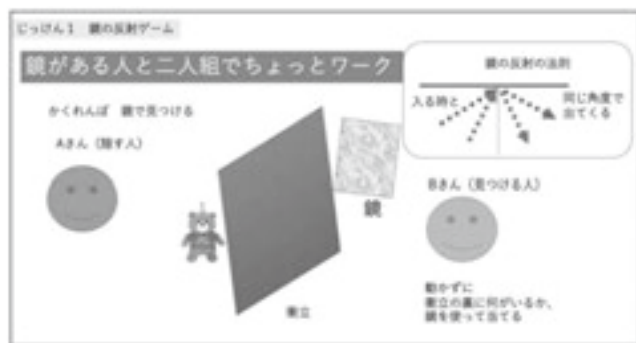 じっけん１　鏡の反射ゲーム
鏡がある人と二人組でちょっとワーク
鏡の反射の法則
入る時と
同じ角度で
出てくる
かくれんぼ　鏡で見つける
Aさん（隠す人）
鏡
Bさん（見つける人）
衝立
動かずに
衝立の裏に何がいるか、
鏡を使って当てる